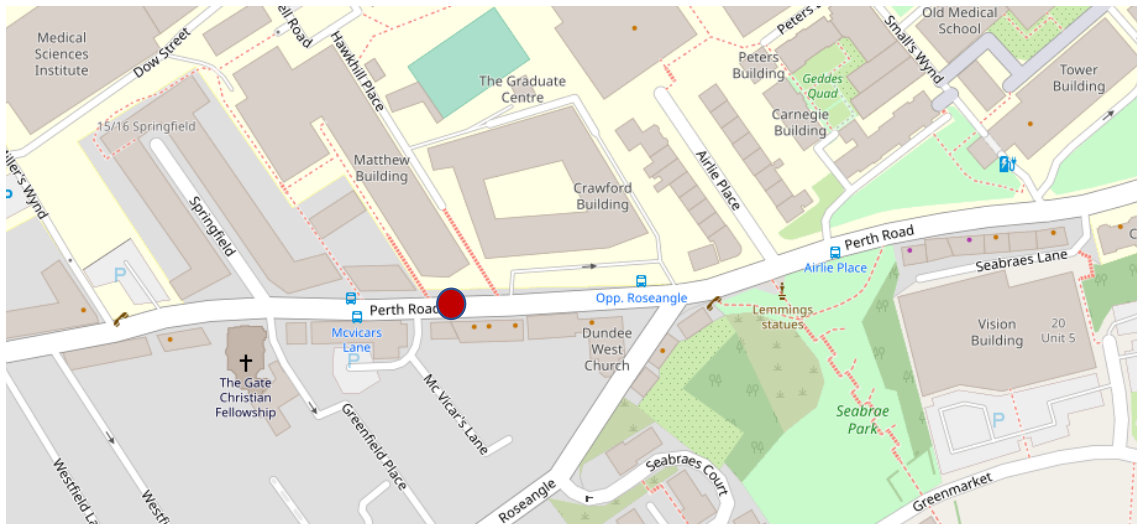 Medical
Sciences
Institute
Dow Street
Hawkhill Place
The Graduate
Centre
Peters
Building
Geddes
Quad
Carnegie
Building
Small's Wynd
Old Medical
School
Tower
Building
15/16 Springfield
Matthew
Building
Crawford
Building
Airlie Place
Springfield
Perth Road
Mcvicars
Lane
P
P
Opp. Roseangle
Airlie Place
Perth Road
Seabraes Lane
Lemmings
statues
Dundee
West
Church
The Gate
Christian
Fellowship
Mc Vicar's Lane
Greenfield Place
Vision
Building
20
Unit 5
P
Seabrae
Park
Seabraes Court
Roseangle
Greenmarket